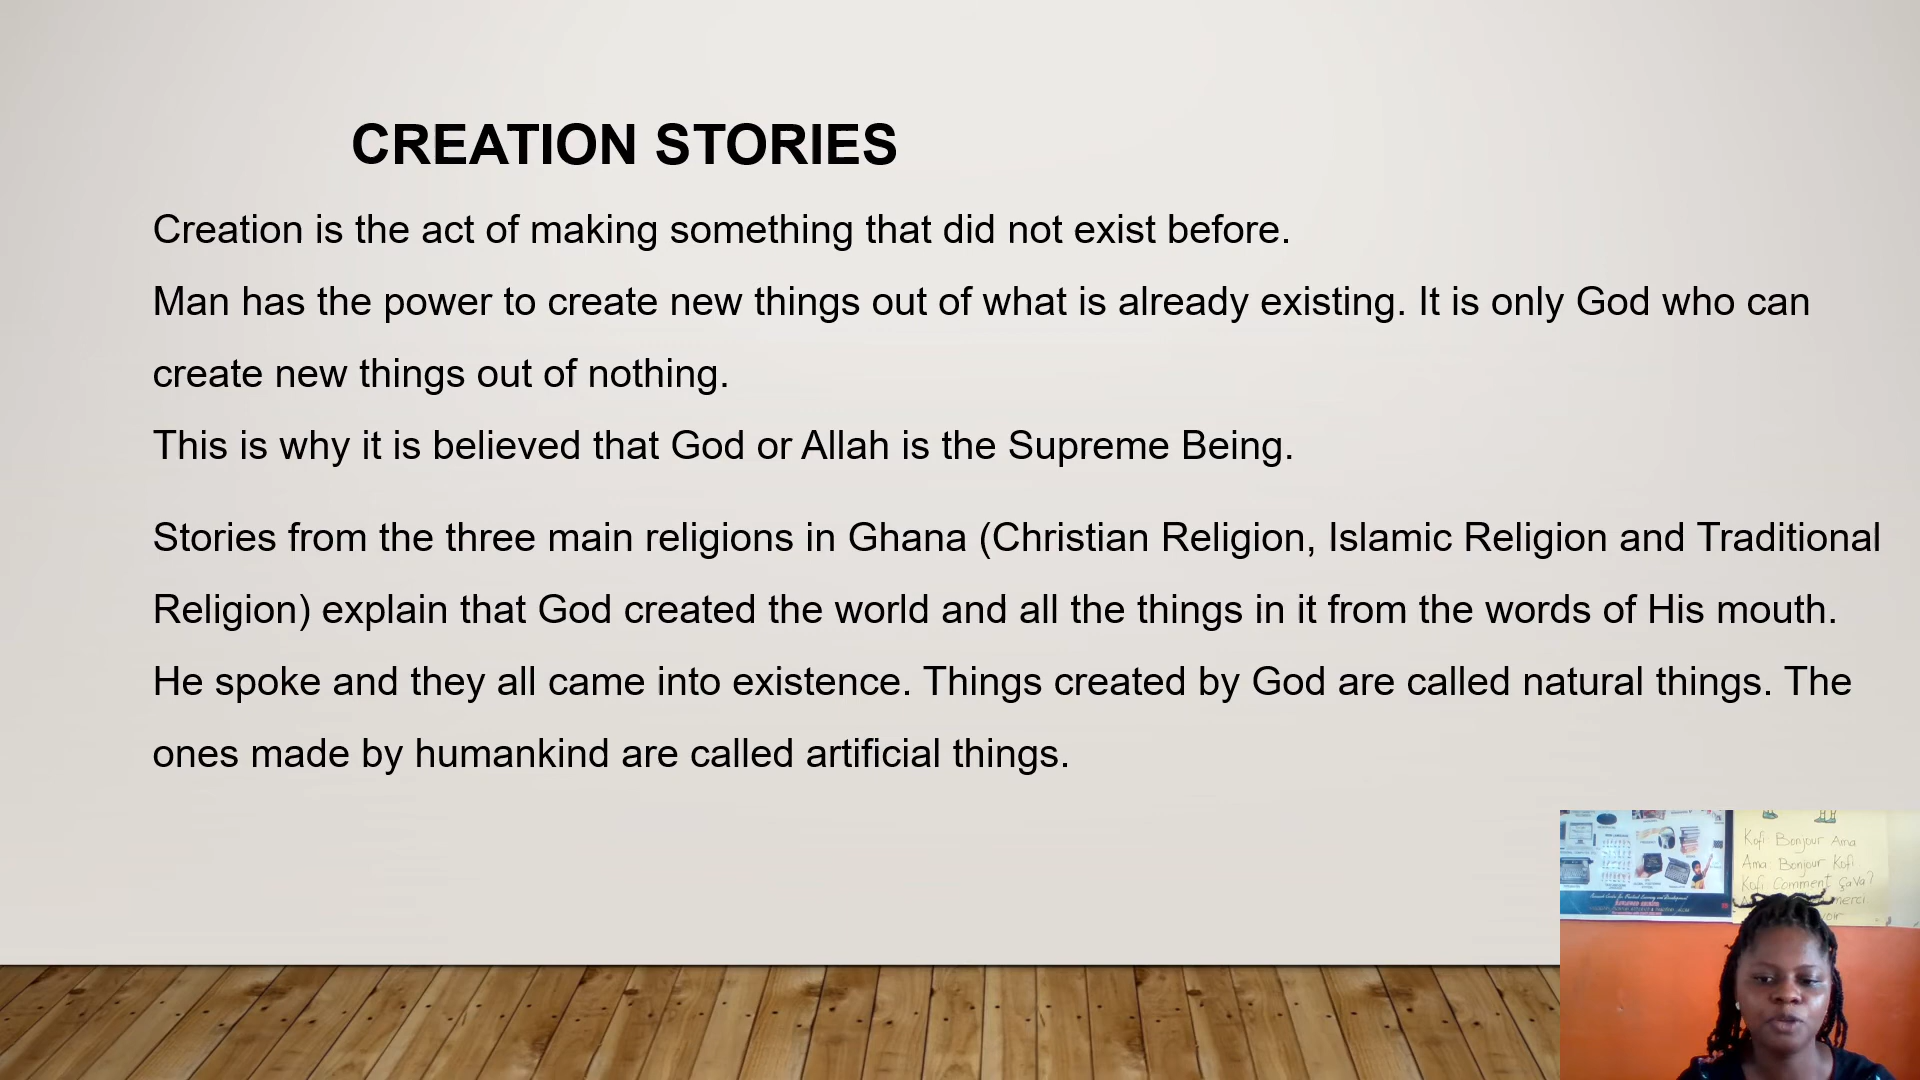 CREATION STORIES
Creation is the act of making something that did not exist before.
Man has the power to create new things out of what is already existing. It is only God who can
create new things out of nothing.
This is why it is believed that God or Allah is the Supreme Being.
Stories from the three main religions in Ghana (Christian Religion, Islamic Religion and Traditional
Religion) explain that God created the world and all the things in it from the words of His mouth.
He spoke and they all came into existence. Things created by God are called natural things. The
ones made by humankind are called artificial things.
Kofi: Bonjour Ama
Ama: Bonjour Kofi
Kofi Comment ça va?
merci
voir